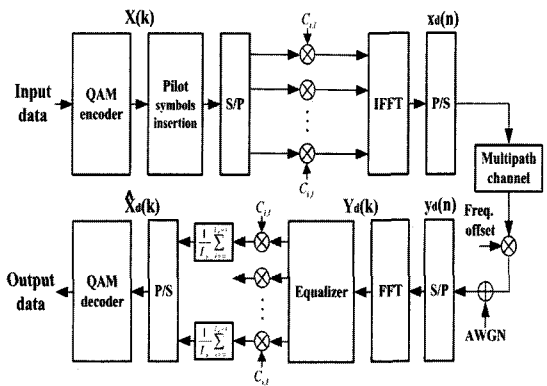 X(k)
xd(n)
Input data
QAM encoder
Pilot symbols insertion
S/P
IFFT
P/S
Multipath channel
Freq. offset
AWGN
X̂d(k)
Yd(k)
yd(n)
Output data
QAM decoder
P/S
Equalizer
FFT
S/P